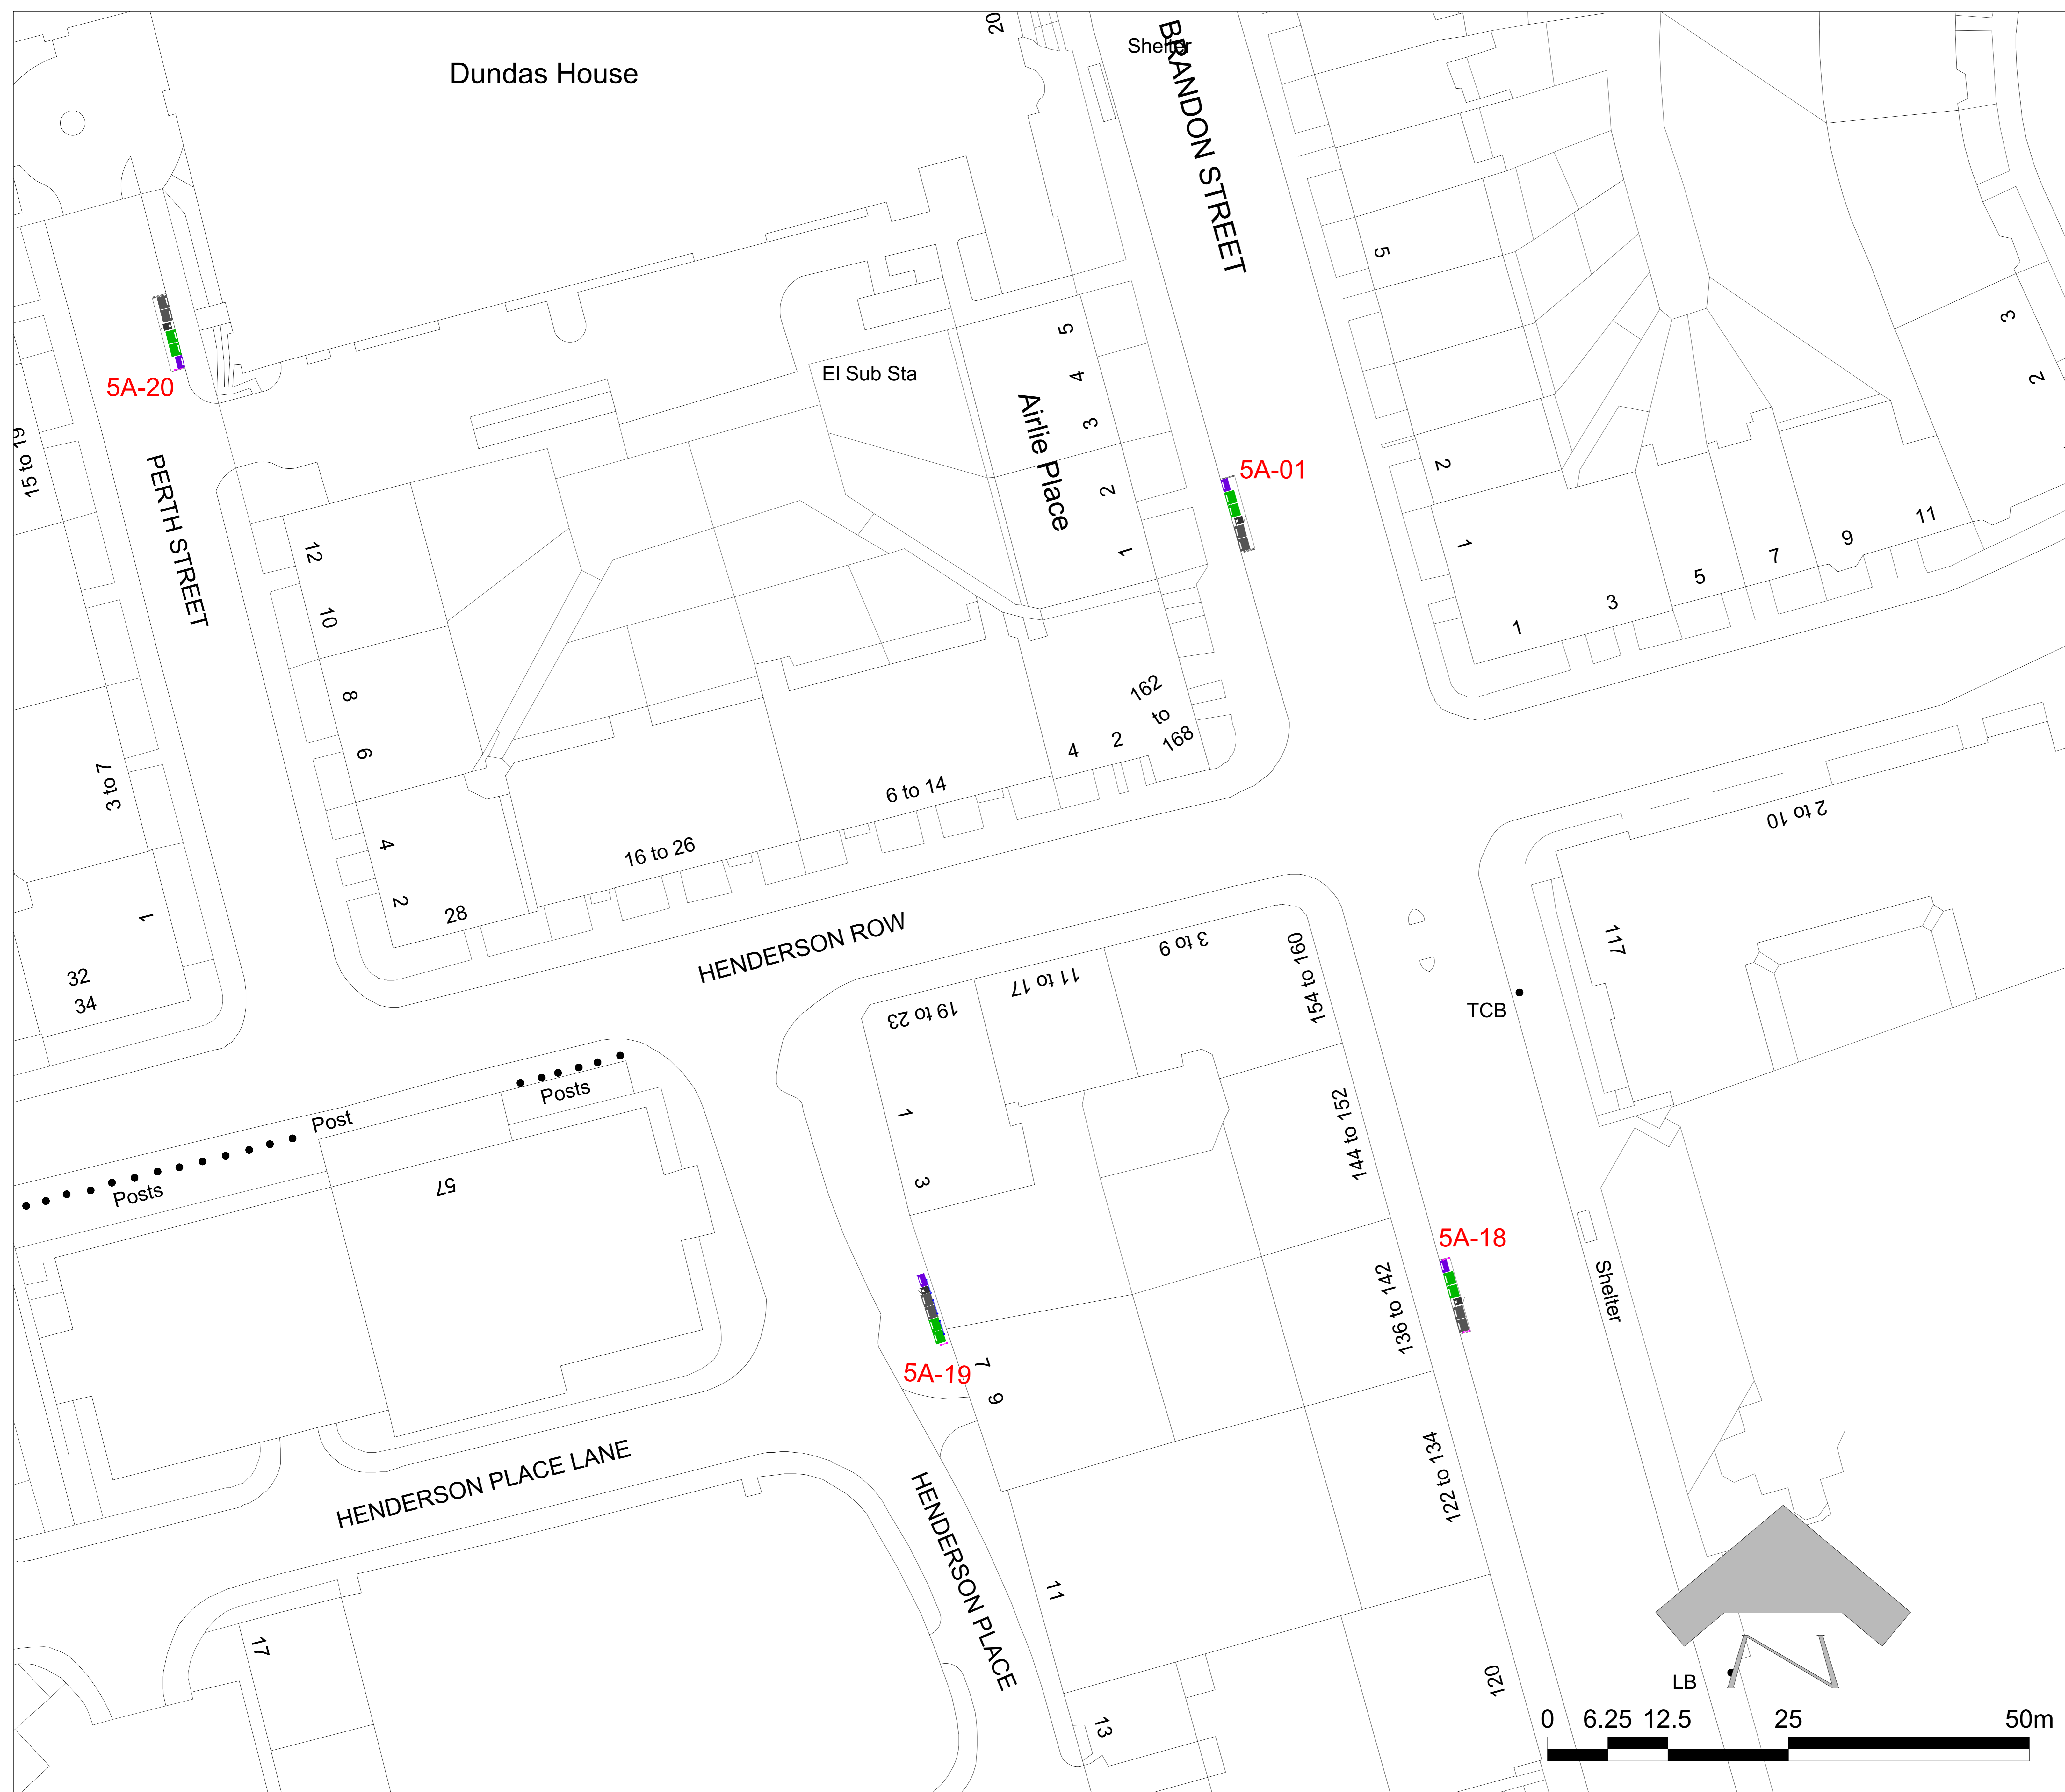 20
Shelter
BRANDON STREET
Dundas House
5
3
2
5
4
3
2
1
El Sub Sta
Airlie Place
5A-20
15 to 19
PERTH STREET
5A-01
2
1
1
3
5
7
9
11
12
10
8
6
4
2
28
3 to 7
1
32
34
162
to
168
4
2
6 to 14
16 to 26
2 to 10
HENDERSON ROW
117
TCB
19 to 23
11 to 17
3 to 9
154 to 160
Posts
Post
Posts
57
1
3
144 to 152
5A-18
136 to 142
Shelter
5A-19
7
9
HENDERSON PLACE LANE
HENDERSON PLACE
122 to 134
11
17
13
120
LB
N
0 6.25 12.5 25 50m